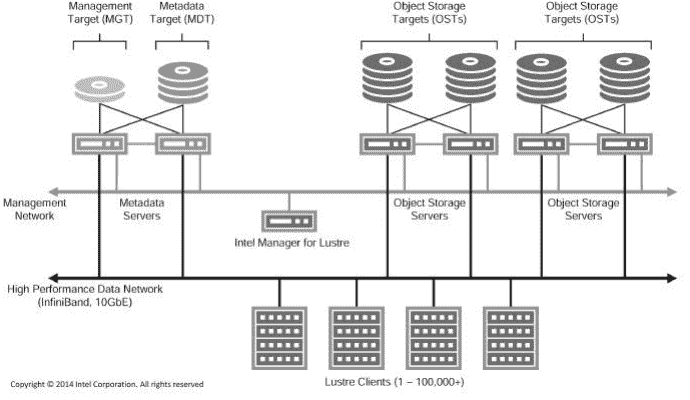 Management
Target (MGT)
Metadata
Target (MDT)
Object Storage
Targets (OSTs)
Object Storage
Targets (OSTs)
Management
Network
Metadata
Servers
Intel Manager for Lustre
Object Storage
Servers
Object Storage
Servers
High Performance Data Network
(InfiniBand, 10GbE)
Lustre Clients (1 – 100,000+)
Copyright © 2014 Intel Corporation. All rights reserved